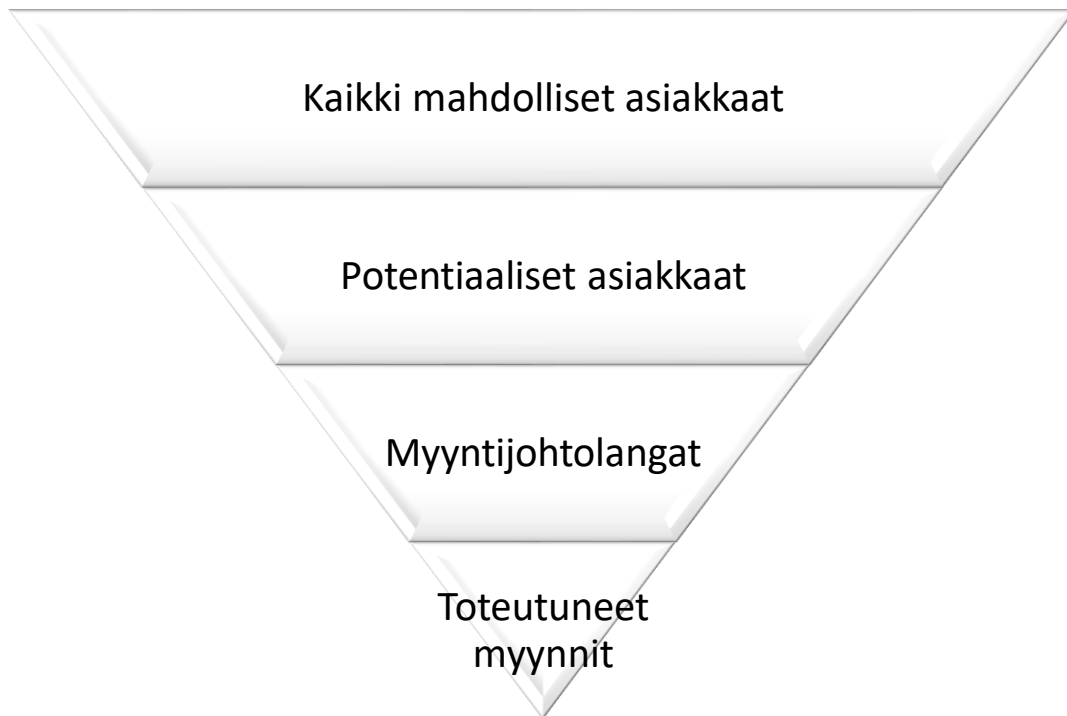 Kaikki mahdolliset asiakkaat
Potentiaaliset asiakkaat
Myyntijohtolangat
Toteutuneet
myynnit